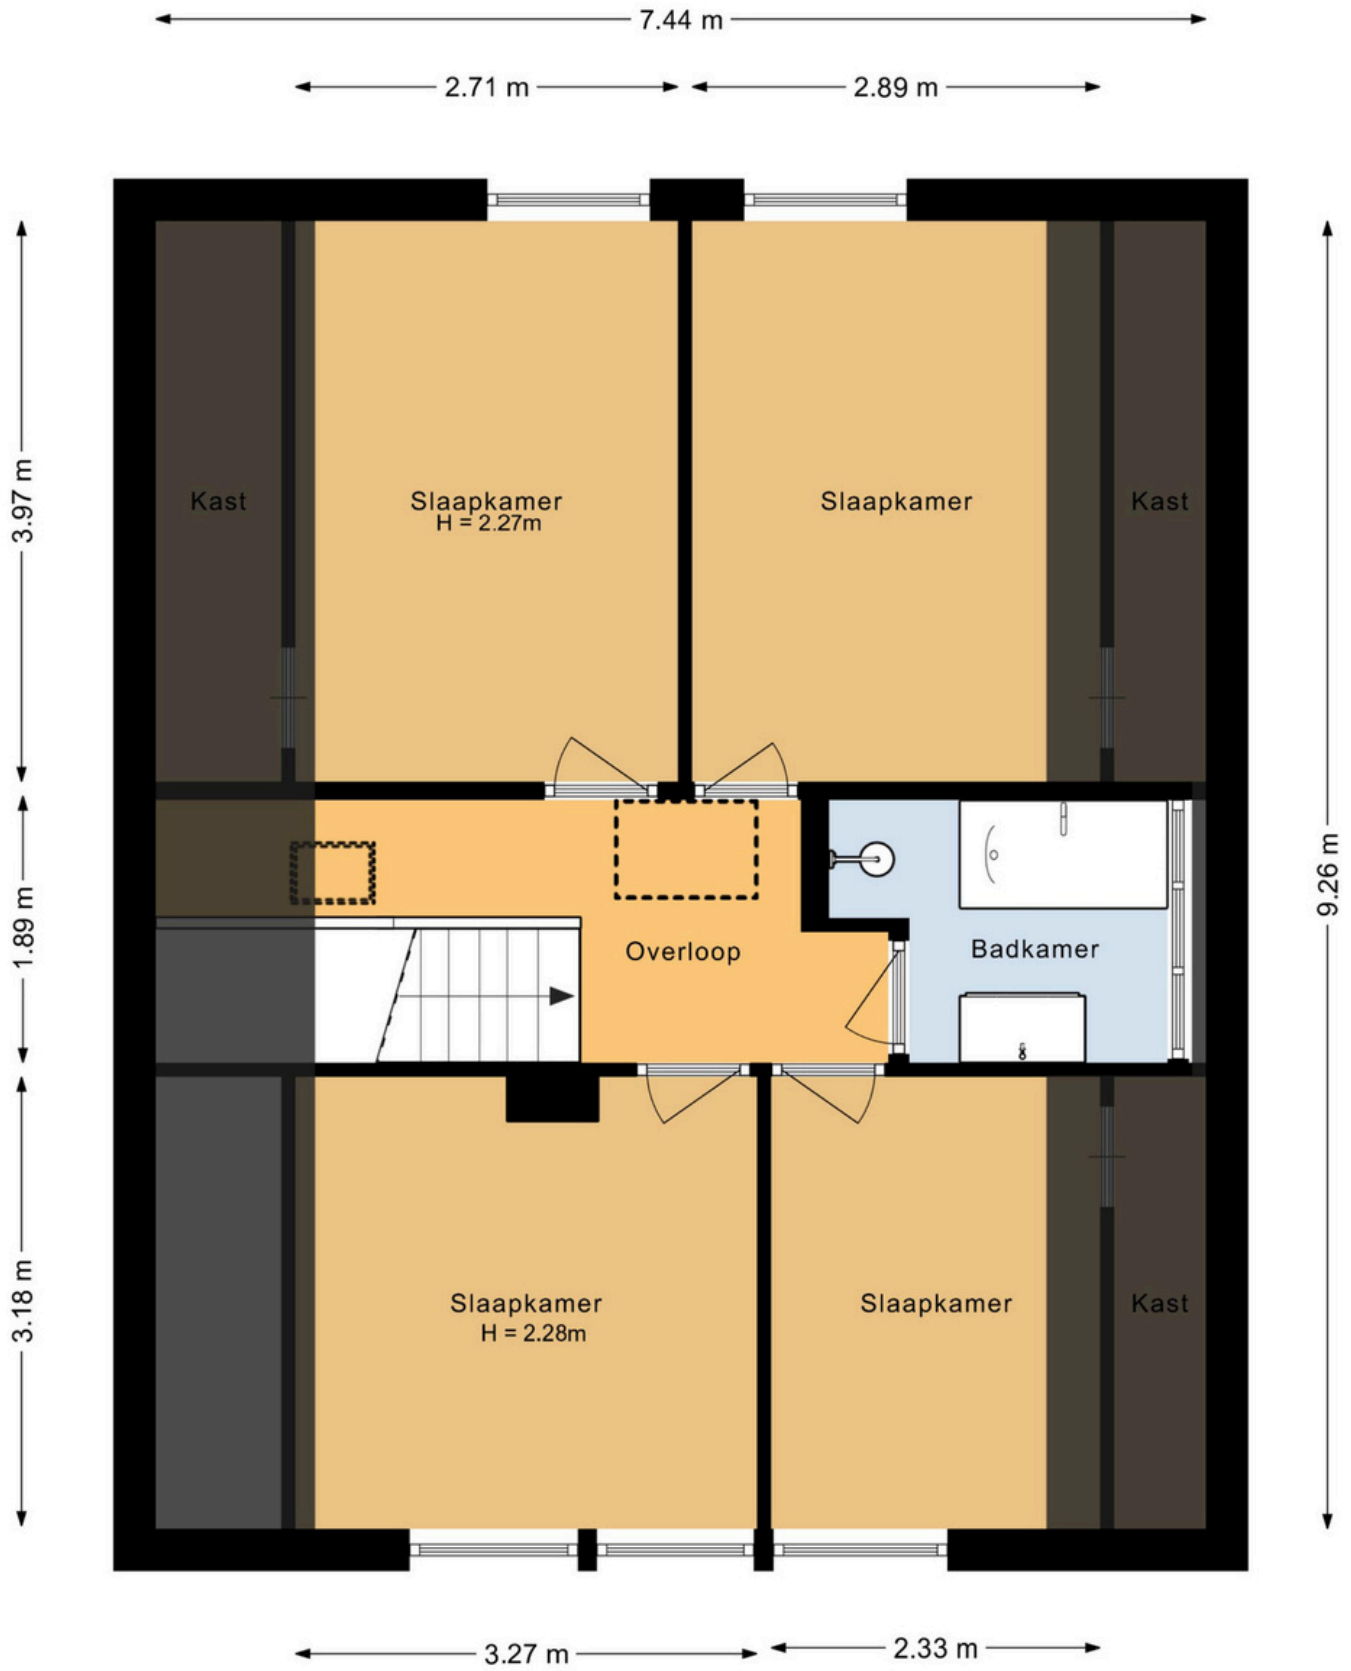 7.44 m
2.71 m
2.89 m
3.97 m
Kast
Slaapkamer
H = 2.27m
Slaapkamer
Kast
1.89 m
Overloop
Badkamer
9.26 m
3.18 m
Slaapkamer
H = 2.28m
Slaapkamer
Kast
3.27 m
2.33 m